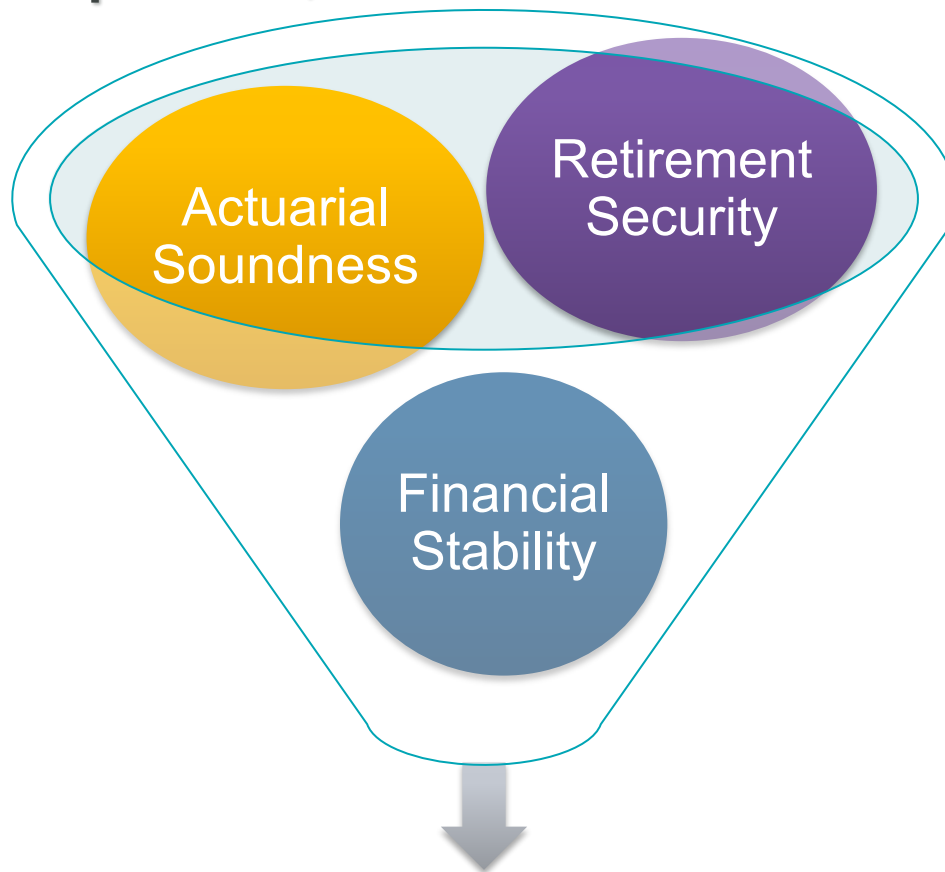 Actuarial
Soundness
Retirement
Security
Financial
Stability